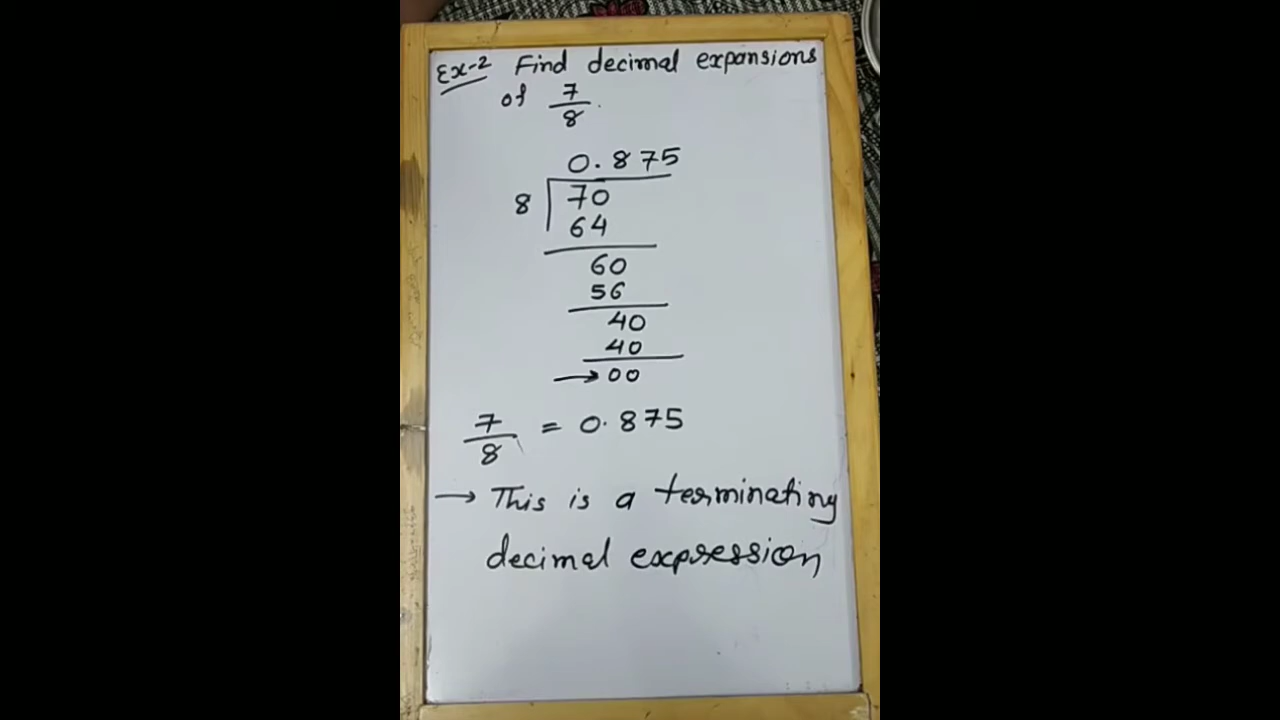 Ex-2 Find decimal expansions
of 7/8.
0.875
8 70
64
60
56
40
40
→ 00
7/8 = 0.875
→ This is a terminating
decimal expression